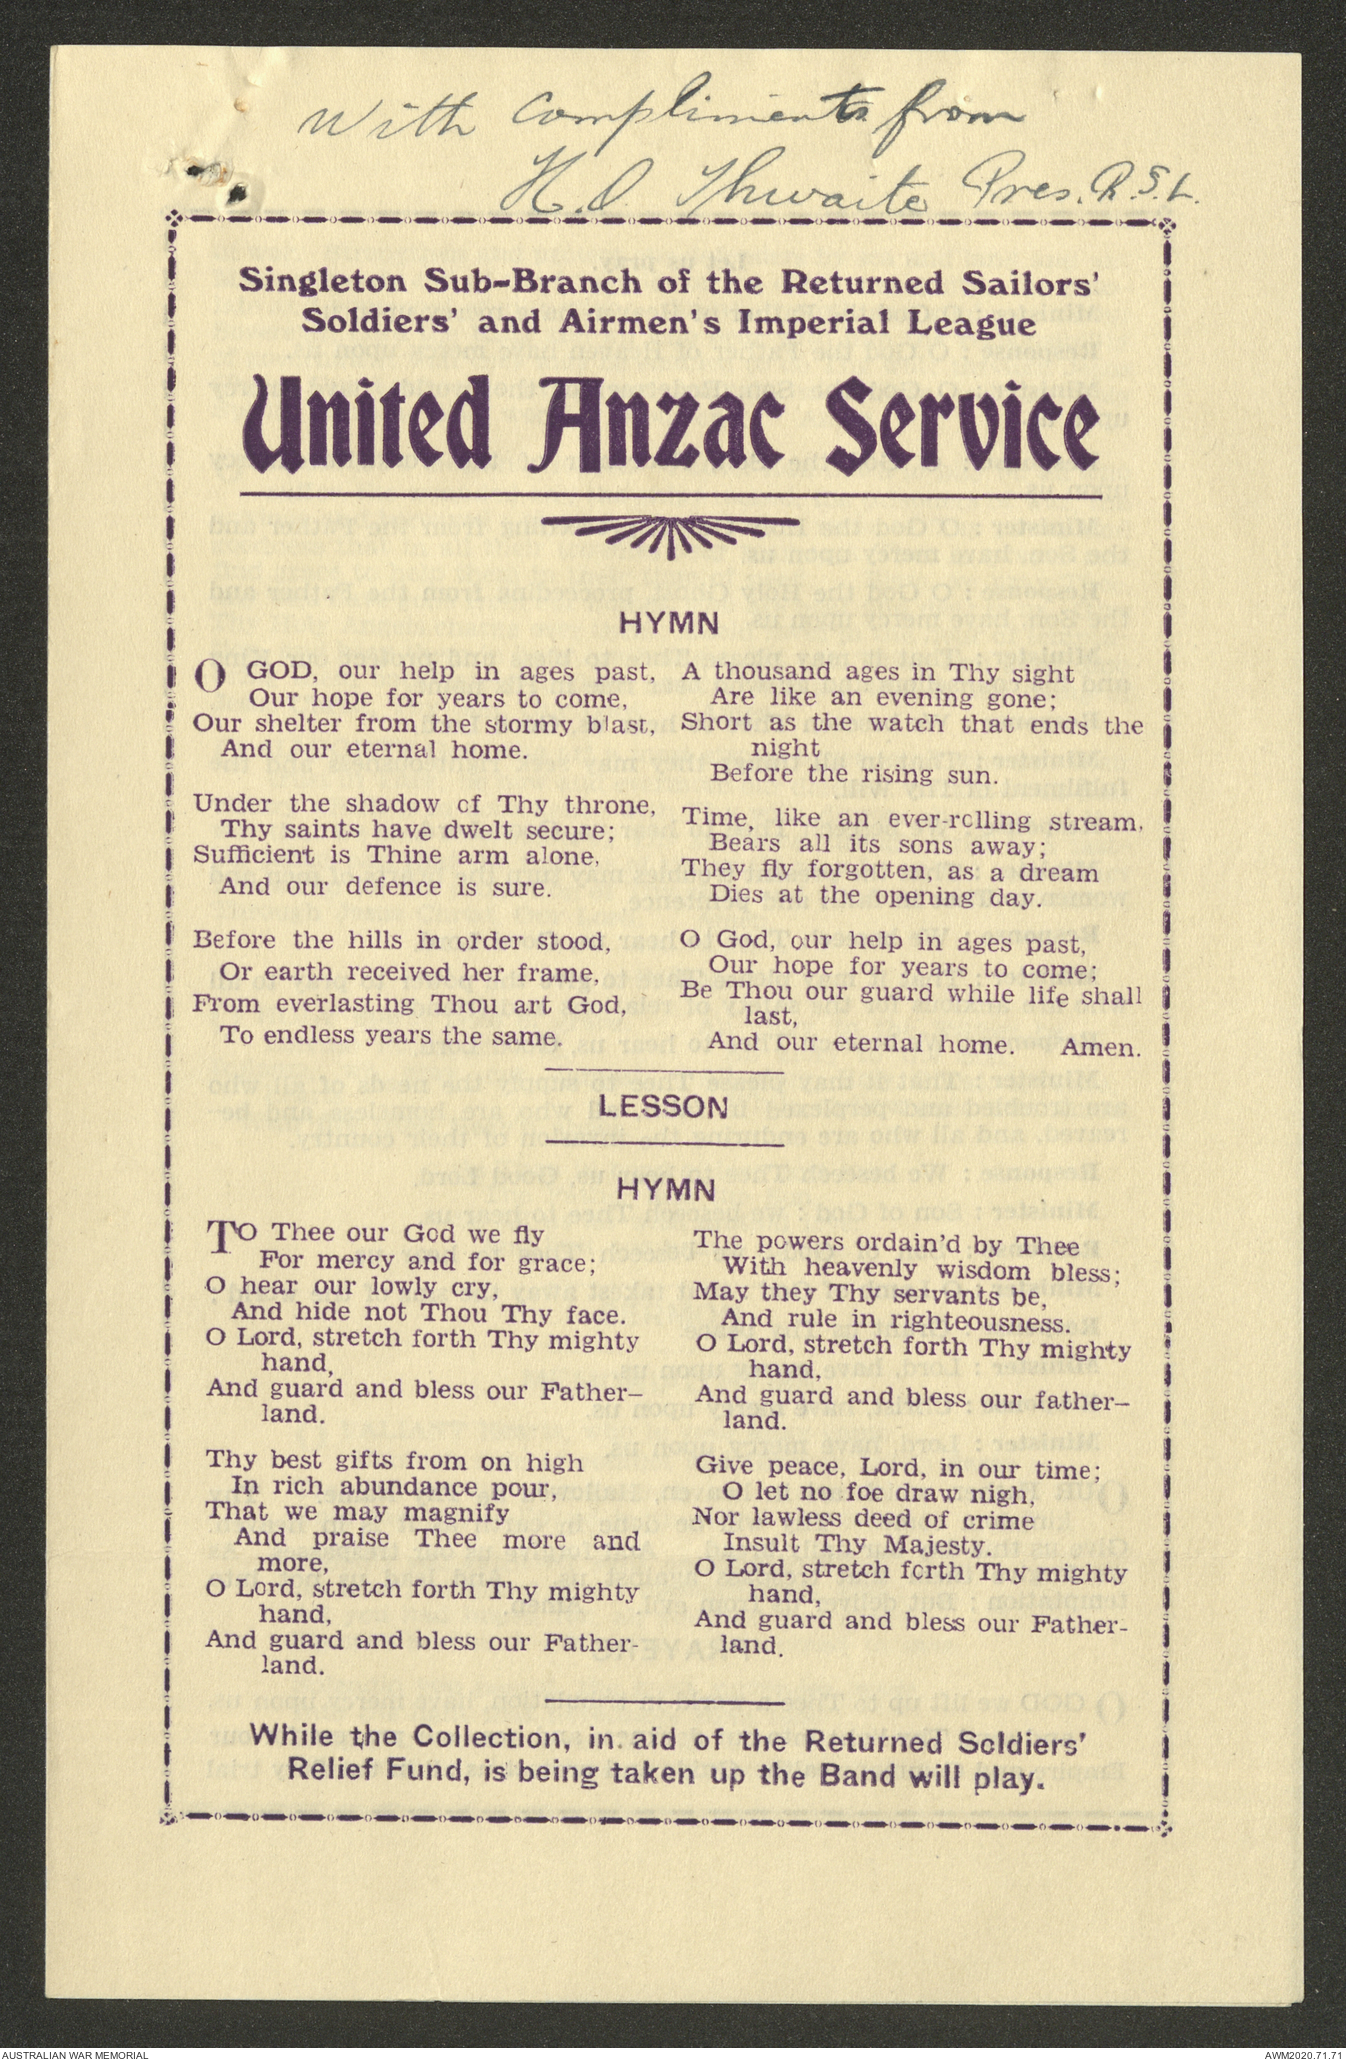 With compliments from
H.O. Thwaite Pres. R.S.L.
Singleton Sub-Branch of the Returned Sailors'
Soldiers' and Airmen's Imperial League
United Anzac Service
HYMN
O GOD, our help in ages past,
Our hope for years to come,
Our shelter from the stormy blast,
And our eternal home.
Under the shadow of Thy throne,
Thy saints have dwelt secure;
Sufficient is Thine arm alone,
And our defence is sure.
Before the hills in order stood,
Or earth received her frame,
From everlasting Thou art God,
To endless years the same.
A thousand ages in Thy sight
Are like an evening gone;
Short as the watch that ends the
night
Before the rising sun.
Time, like an ever-rolling stream,
Bears all its sons away;
They fly forgotten, as a dream
Dies at the opening day.
O God, our help in ages past,
Our hope for years to come;
Be Thou our guard while life shall
last,
And our eternal home. Amen.
LESSON
HYMN
TO Thee our God we fly
For mercy and for grace;
O hear our lowly cry,
And hide not Thou Thy face.
O Lord, stretch forth Thy mighty
hand,
And guard and bless our Father-
land.
Thy best gifts from on high
In rich abundance pour,
That we may magnify
And praise Thee more and
more,
O Lord, stretch forth Thy mighty
hand,
And guard and bless our Father-
land.
The powers ordain'd by Thee
With heavenly wisdom bless;
May they Thy servants be,
And rule in righteousness.
O Lord, stretch forth Thy mighty
hand,
And guard and bless our father-
land.
Give peace, Lord, in our time;
O let no foe draw nigh,
Nor lawless deed of crime
Insult Thy Majesty.
O Lord, stretch forth Thy mighty
hand,
And guard and bless our Father-
land.
While the Collection, in aid of the Returned Soldiers'
Relief Fund, is being taken up the Band will play.
AUSTRALIAN WAR MEMORIAL
AWM2020.71.71